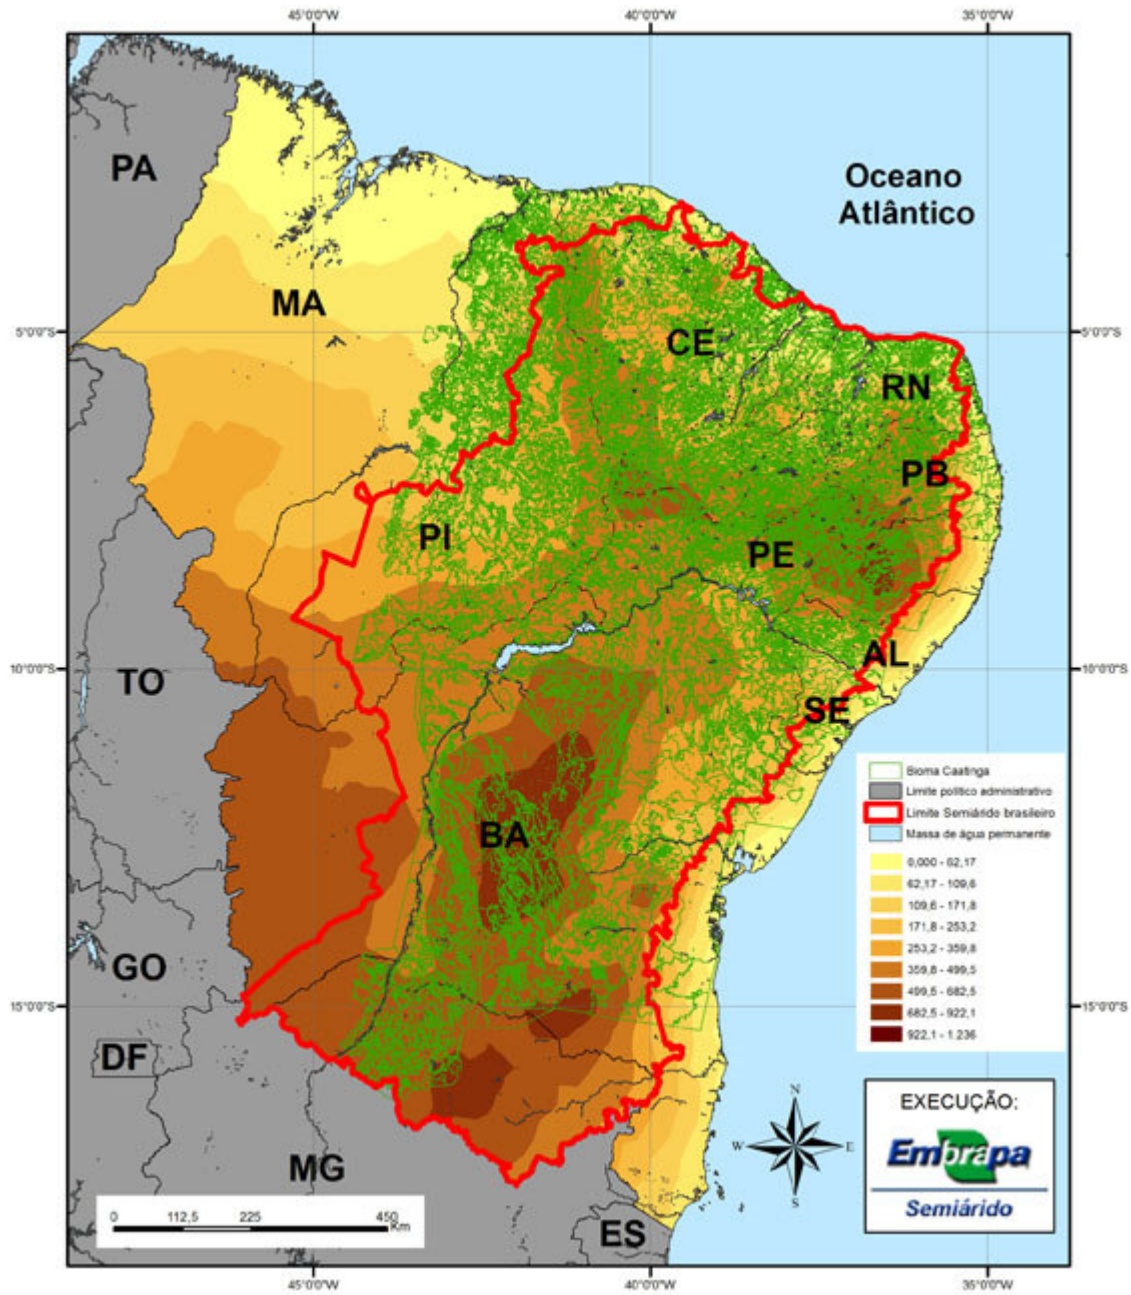 45°0'0"W 40°0'0"W 35°0'0"W
PA
Oceano
Atlântico
MA
5°0'0"S 5°0'0"S
CE
RN
PB
PI
PE
AL
10°0'0"S 10°0'0"S
TO
SE
Bioma Caatinga
Limite político administrativo
Limite Semiárido brasileiro
Massa de água permanente
BA
0,000 - 62,17
62,17 - 109,6
109,6 - 171,8
171,8 - 253,2
253,2 - 359,8
359,8 - 499,5
499,5 - 682,5
682,5 - 922,1
922,1 - 1.236
GO
15°0'0"S 15°0'0"S
DF
N
W E
S
EXECUÇÃO:
Embrapa
Semiárido
MG
0 112,5 225 450
Km
ES
45°0'0"W 40°0'0"W 35°0'0"W